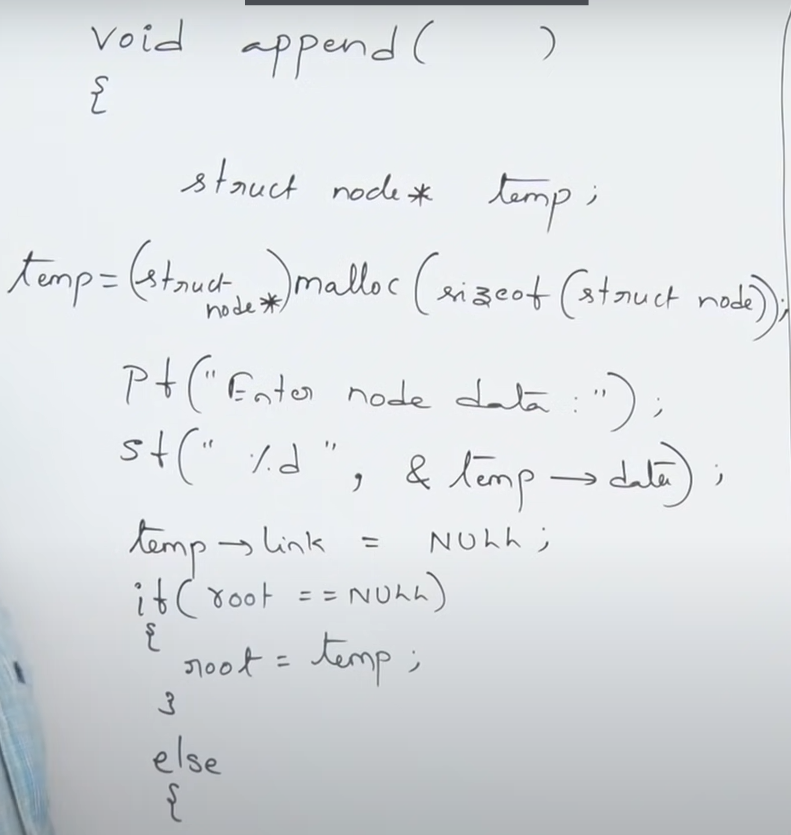 void append(      )
{
struct node* temp;
temp=(struct node*)malloc(sizeof(struct node));
Pf("Enter node data :");
sf(" %d ", & temp→data);
temp→link = NULL;
if(root ==NULL)
{
root = temp;
}
else
{